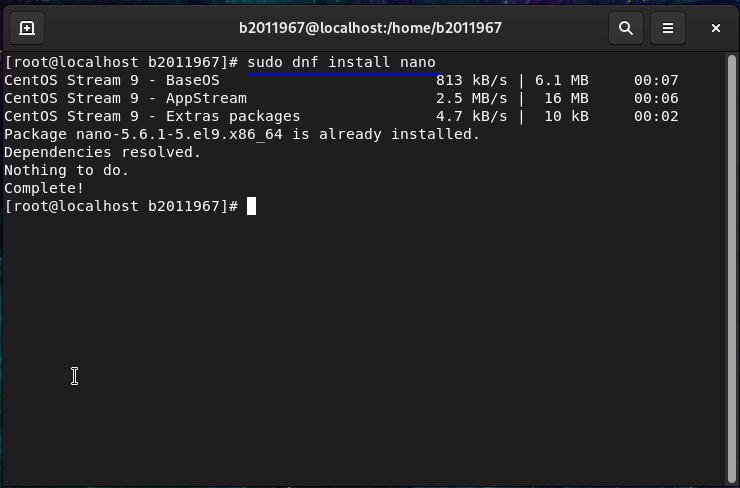 b2011967@localhost:/home/b2011967
[root@localhost b2011967]# sudo dnf install nano
CentOS Stream 9 - BaseOS                        813 kB/s | 6.1 MB     00:07
CentOS Stream 9 - AppStream                     2.5 MB/s |  16 MB     00:06
CentOS Stream 9 - Extras packages               4.7 kB/s |  10 kB     00:02
Package nano-5.6.1-5.el9.x86_64 is already installed.
Dependencies resolved.
Nothing to do.
Complete!
[root@localhost b2011967]#